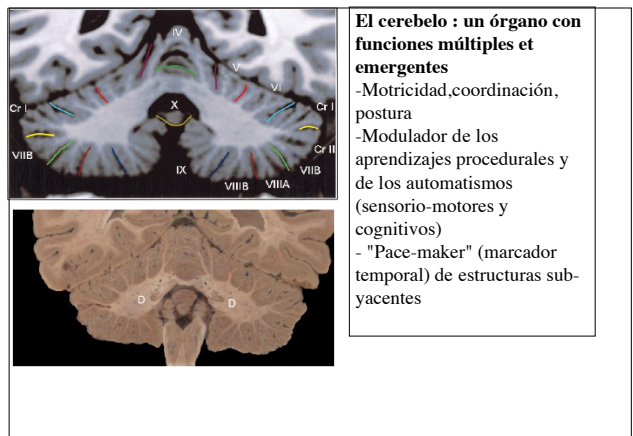 IV
V
VI
Cr I
X
Cr I
Cr II
VIIB
IX
VIIIB
VIIIA
VIIB
D
D
El cerebelo : un órgano con
funciones múltiples et
emergentes
-Motricidad,coordinación,
postura
-Modulador de los
aprendizajes procedurales y
de los automatismos
(sensorio-motores y
cognitivos)
- "Pace-maker" (marcador
temporal) de estructuras sub-
yacentes